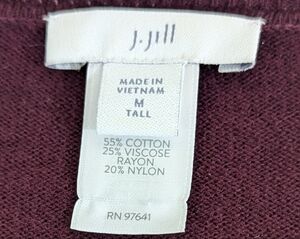 J.Jill
MADE IN
VIETNAM
M
TALL
55% COTTON
25% VISCOSE
RAYON
20% NYLON
RN 97641